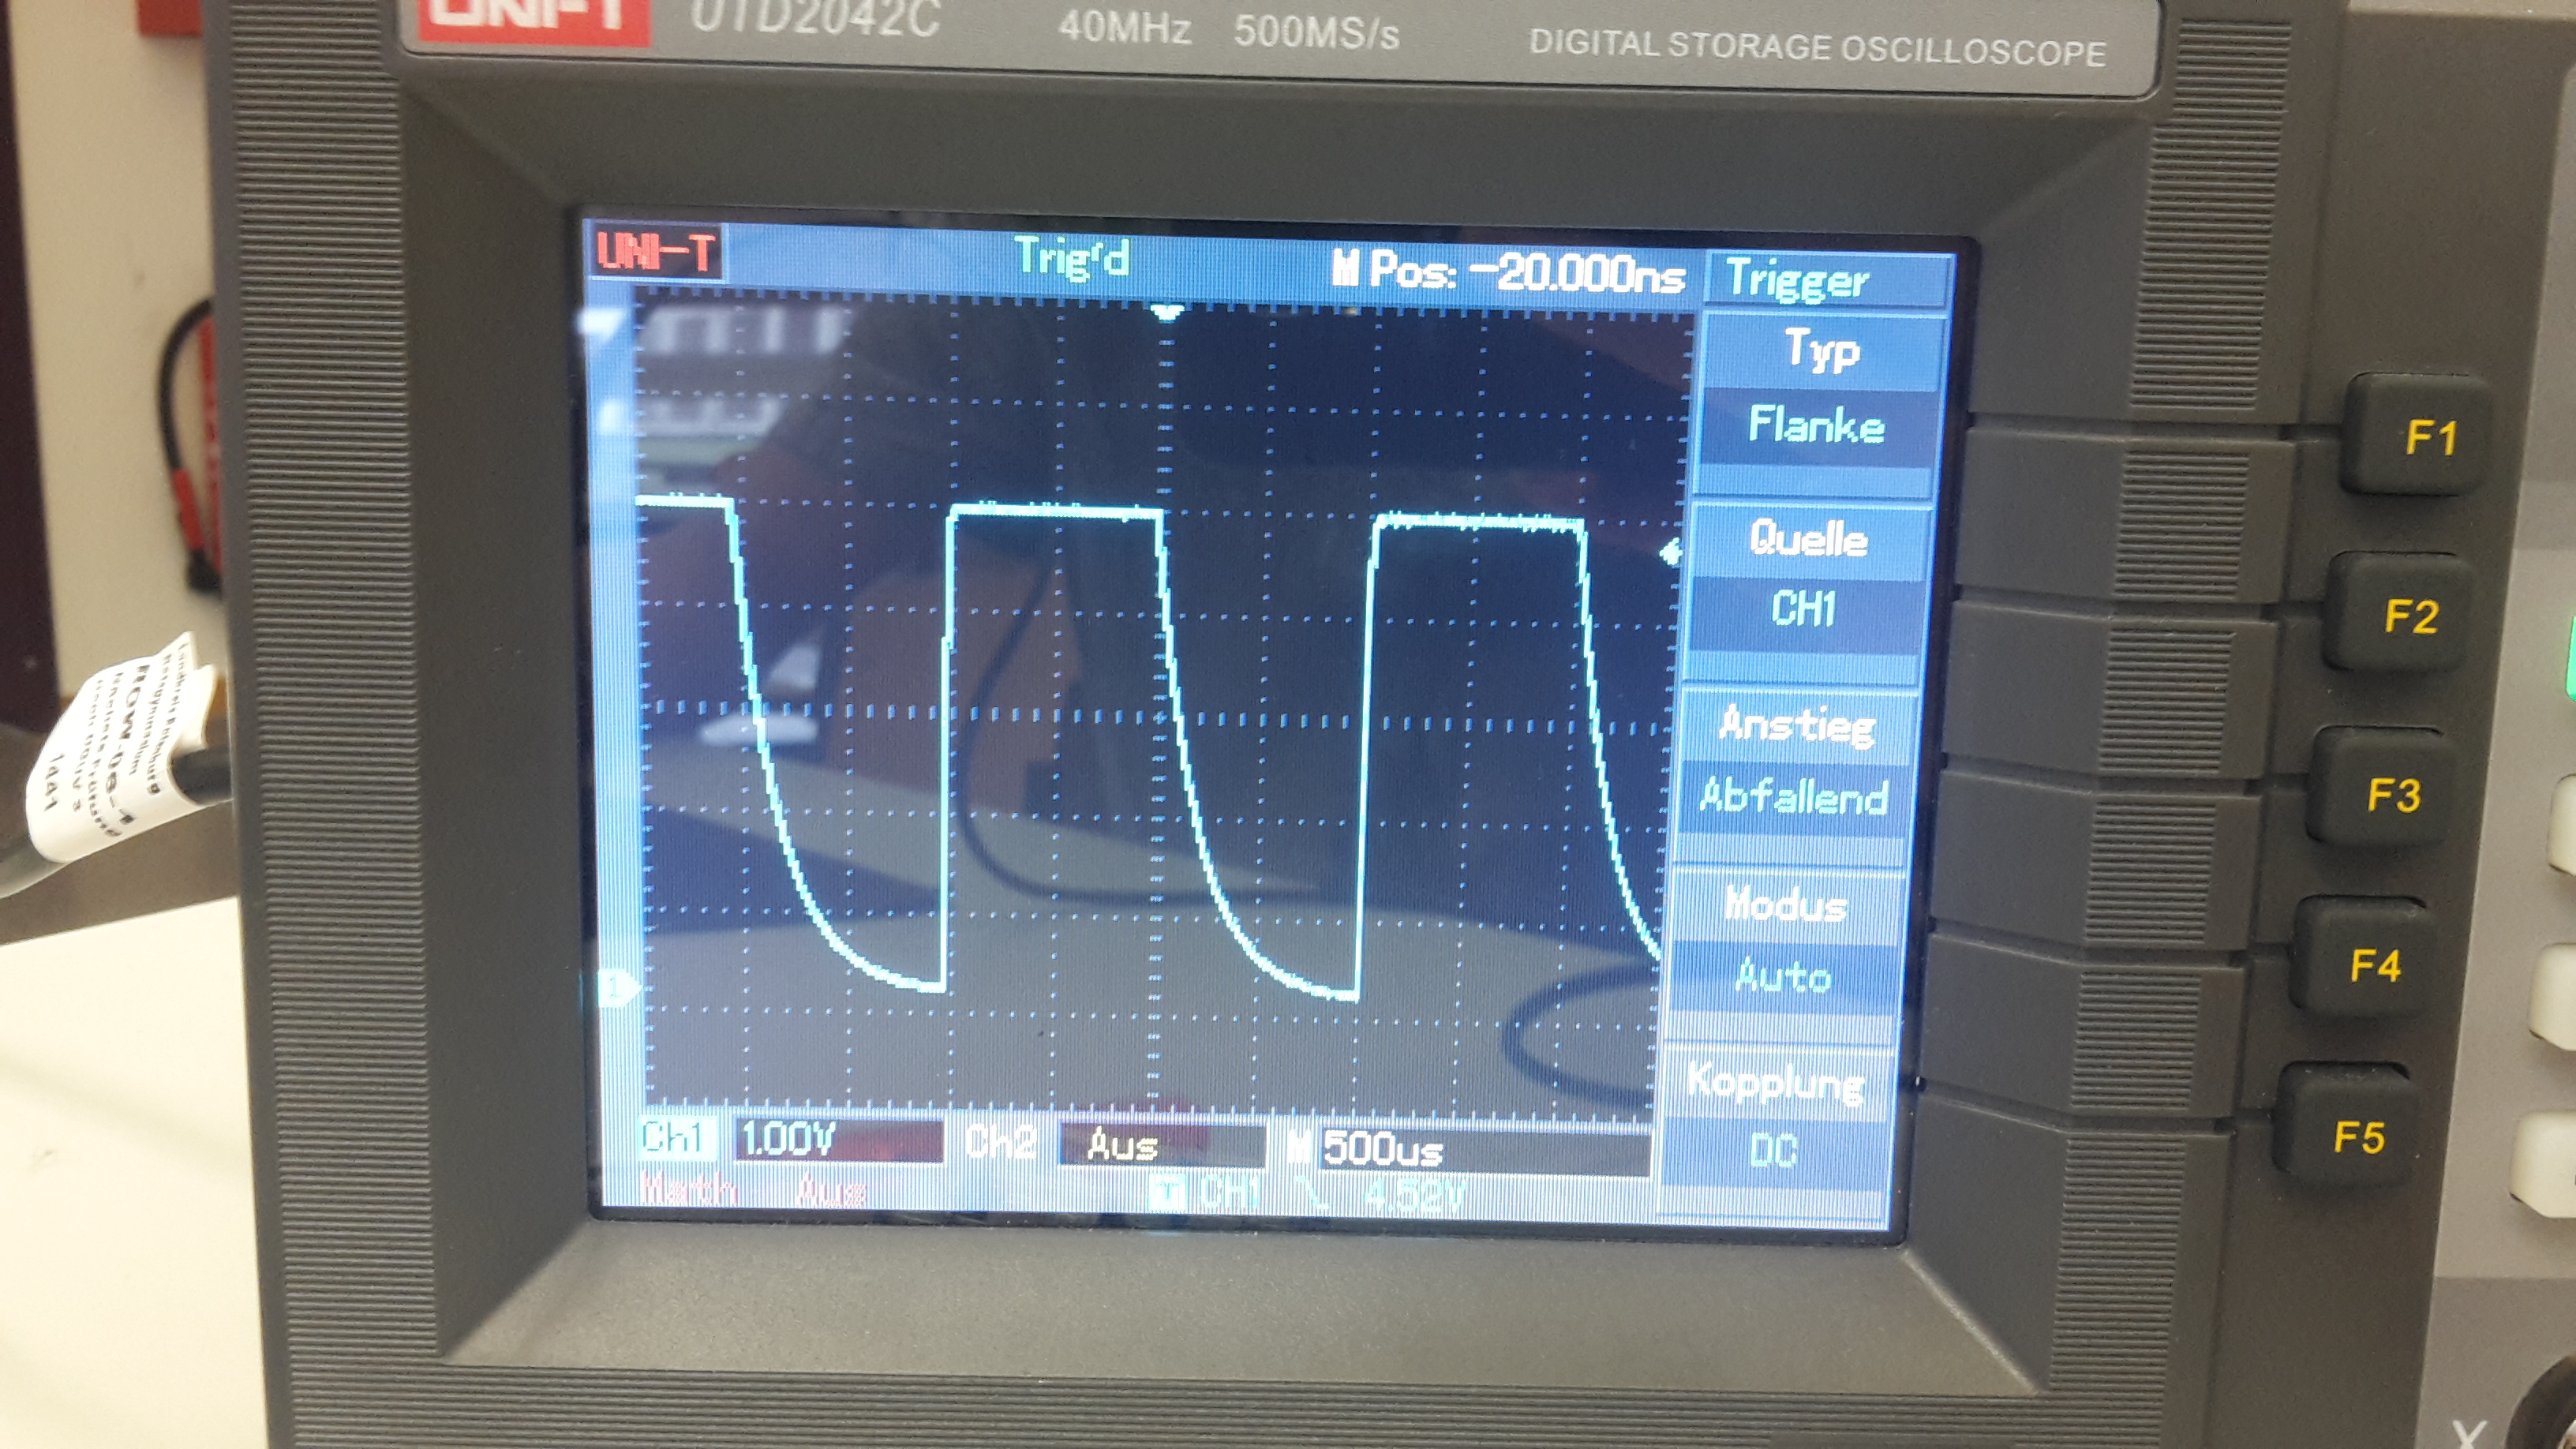 UNI-T UTD2042C 40MHz 500MS/s DIGITAL STORAGE OSCILLOSCOPE
UNI-T Trig'd M Pos: -20.000ns Trigger
Typ
Flanke
Quelle
CH1
Anstieg
Abfallend
Modus
Auto
Kopplung
DC
1
Ch1 1.00V Ch2 Aus M 500us
Math Aus T CH1 4.52V
F1
F2
F3
F4
F5
1441
X